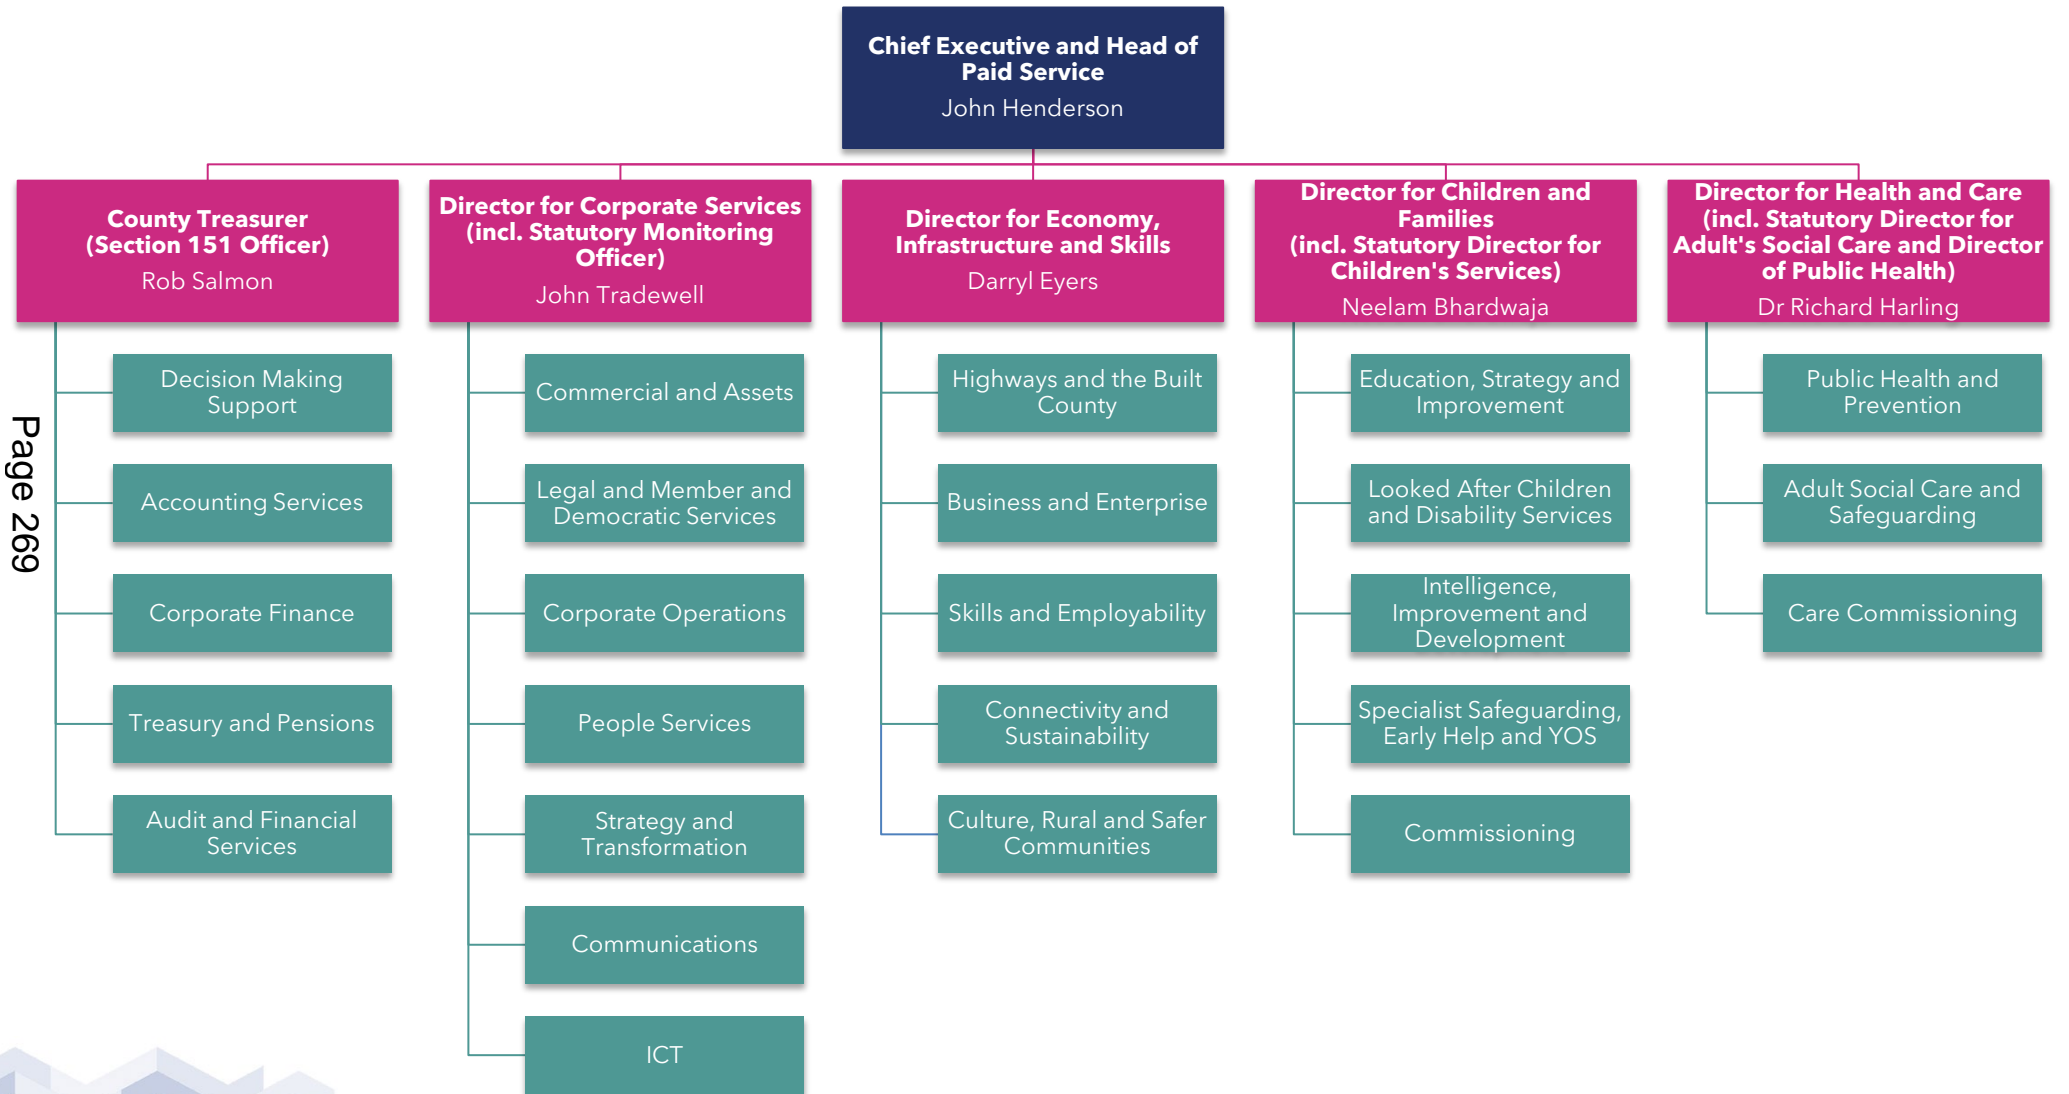 Chief Executive and Head of
Paid Service
John Henderson
County Treasurer
(Section 151 Officer)
Rob Salmon
Decision Making
Support
Accounting Services
Corporate Finance
Treasury and Pensions
Audit and Financial
Services
Director for Corporate Services
(incl. Statutory Monitoring
Officer)
John Tradewell
Commercial and Assets
Legal and Member and
Democratic Services
Corporate Operations
People Services
Strategy and
Transformation
Communications
ICT
Director for Economy,
Infrastructure and Skills
Darryl Eyers
Highways and the Built
County
Business and Enterprise
Skills and Employability
Connectivity and
Sustainability
Culture, Rural and Safer
Communities
Director for Children and
Families
(incl. Statutory Director for
Children's Services)
Neelam Bhardwaja
Education, Strategy and
Improvement
Looked After Children
and Disability Services
Intelligence,
Improvement and
Development
Specialist Safeguarding,
Early Help and YOS
Commissioning
Director for Health and Care
(incl. Statutory Director for
Adult's Social Care and Director
of Public Health)
Dr Richard Harling
Public Health and
Prevention
Adult Social Care and
Safeguarding
Care Commissioning
Page 269